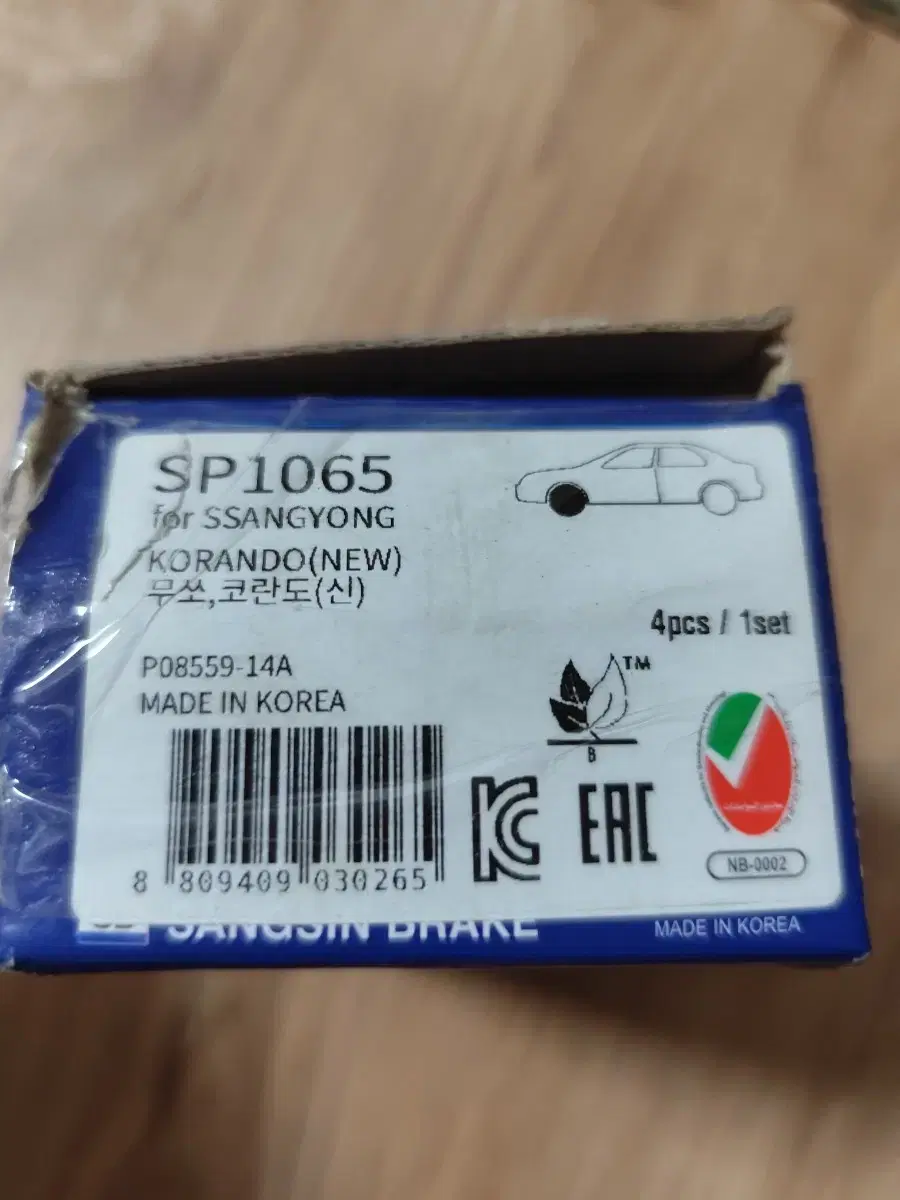 SP1065
for SSANGYONG
KORANDO(NEW)
무쏘,코란도(신)
4pcs / 1set
P08559-14A
MADE IN KOREA
TM
B
8 809409 030265
EAC
NB-0002
SANGSIN BRAKE
MADE IN KOREA